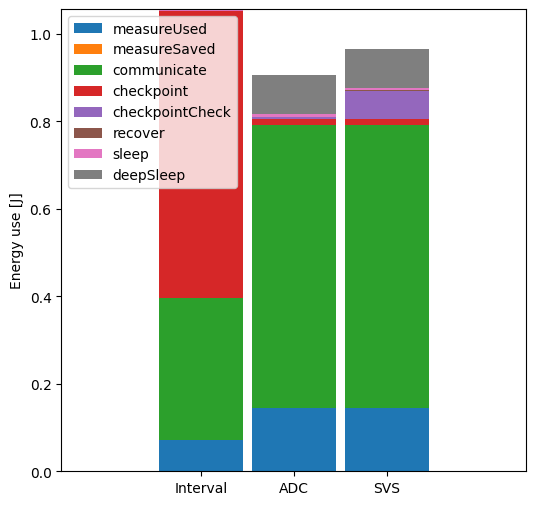 measureUsed
measureSaved
communicate
checkpoint
checkpointCheck
recover
sleep
deepSleep
Energy use [J]
1.0
0.8
0.6
0.4
0.2
0.0
Interval
ADC
SVS